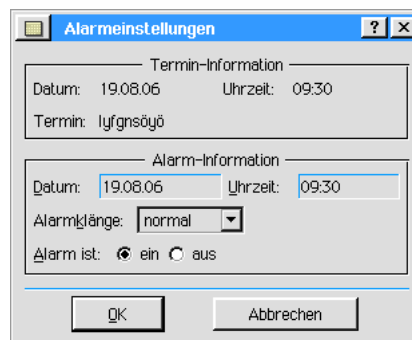 Alarmeinstellungen ? X
Termin-Information
Datum: 19.08.06 Uhrzeit: 09:30
Termin: lyfgnsöyö
Alarm-Information
Datum: 19.08.06 Uhrzeit: 09:30
Alarmklänge: normal
Alarm ist: ein aus
OK Abbrechen